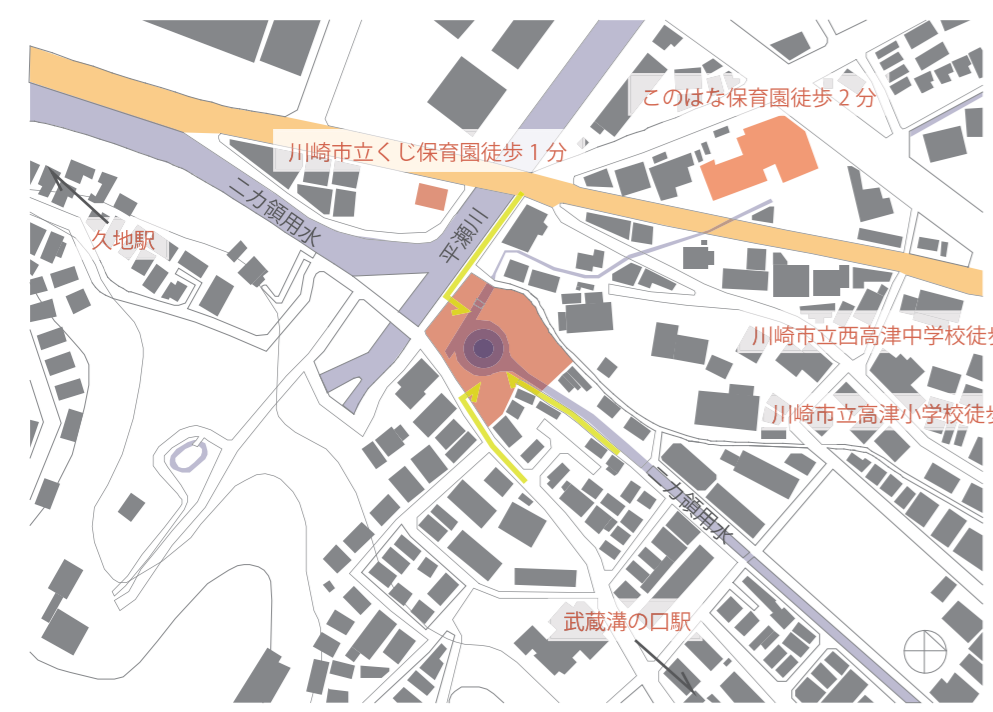 このはな保育園徒歩 2 分
川崎市立くじ保育園徒歩 1 分
二カ領用水
平瀬川
久地駅
川崎市立西高津中学校徒歩
川崎市立高津小学校徒歩
二カ領用水
武蔵溝の口駅